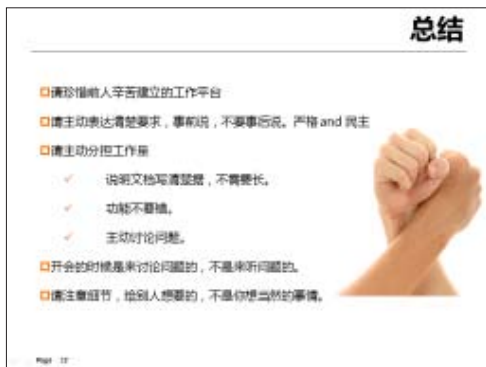 总结
请珍惜前人辛苦建立的工作平台
请主动表达清楚要求，事前说，不要事后说。严格 and 民主
请主动分担工作量
说明文档写清楚，不需要长。
功能不要错。
主动讨论问题。
开会的时候是来讨论问题的，不是来听问题的。
请注意细节，给别人想要的，不是你想当然的事情。
Page